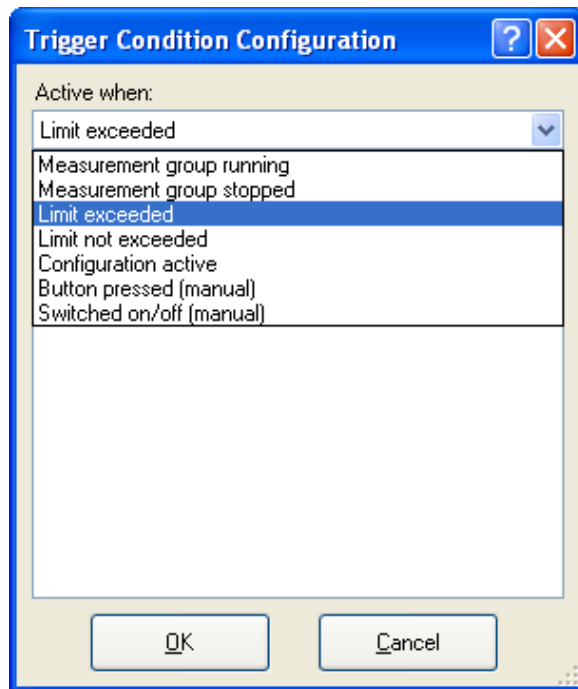 Trigger Condition Configuration ?
Active when:
Limit exceeded
Measurement group running
Measurement group stopped
Limit exceeded
Limit not exceeded
Configuration active
Button pressed (manual)
Switched on/off (manual)
OK Cancel